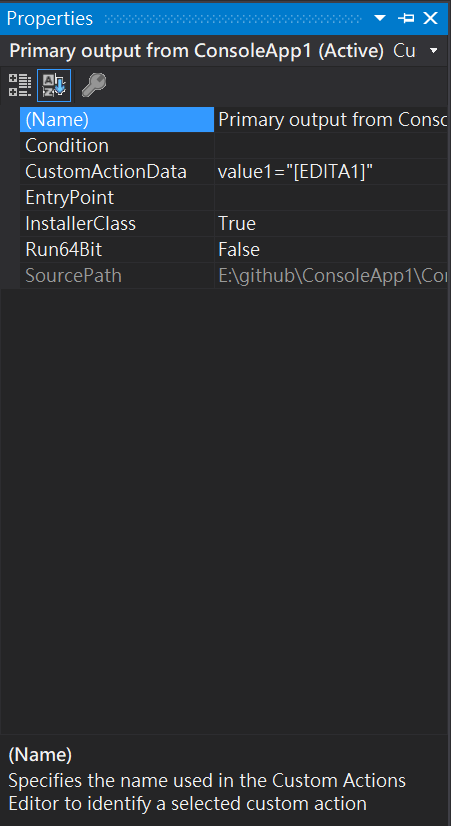 Properties
Primary output from ConsoleApp1 (Active) Cu
(Name) Primary output from Conso
Condition
CustomActionData value1="[EDITA1]"
EntryPoint
InstallerClass True
Run64Bit False
SourcePath E:\github\ConsoleApp1\Con
(Name)
Specifies the name used in the Custom Actions
Editor to identify a selected custom action